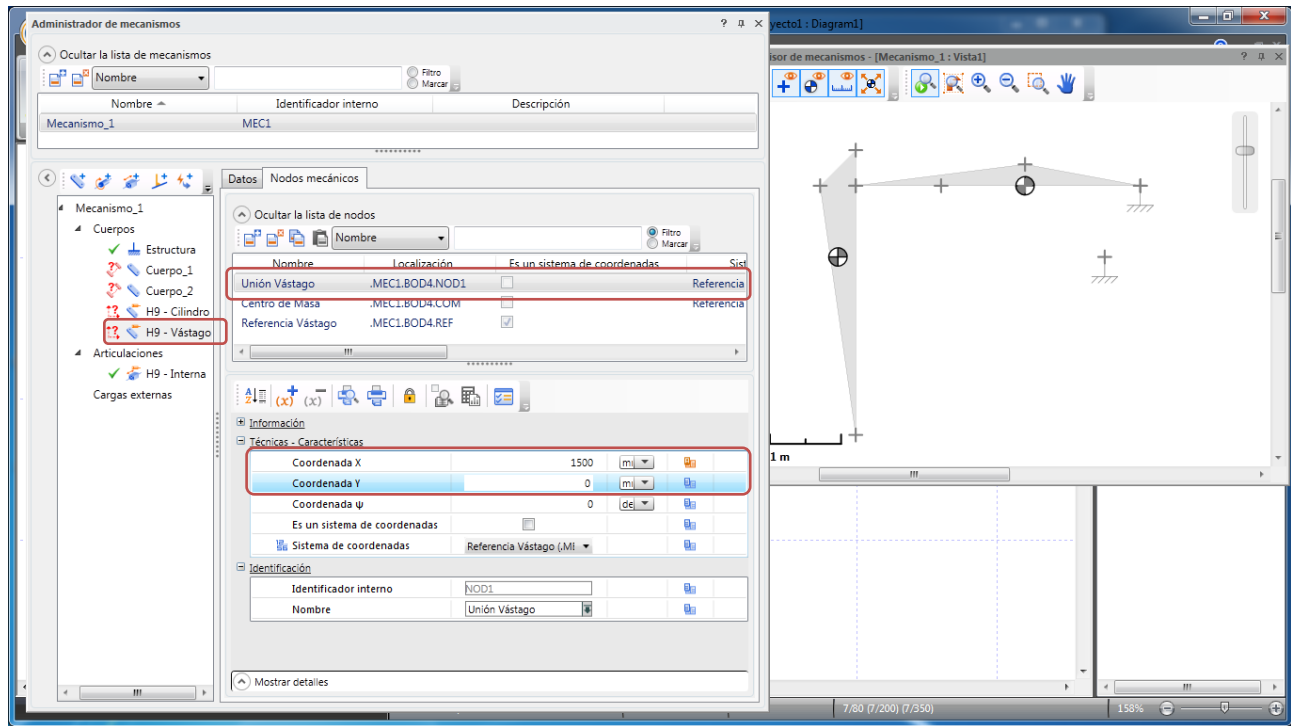 Administrador de mecanismos
yecto1 : Diagram1]
Ocultar la lista de mecanismos
Nombre
Filtro
Marcar
Nombre Identificador interno Descripción
Mecanismo_1 MEC1
isor de mecanismos - [Mecanismo_1 : Vista1]
Datos Nodos mecánicos
Mecanismo_1
Cuerpos
Estructura
Cuerpo_1
Cuerpo_2
H9 - Cilindro
H9 - Vástago
Articulaciones
H9 - Interna
Cargas externas
Ocultar la lista de nodos
Nombre
Filtro
Marcar
Nombre Localización Es un sistema de coordenadas Sist
Unión Vástago .MEC1.BOD4.NOD1 Referencia
Centro de Masa .MEC1.BOD4.COM Referencia
Referencia Vástago .MEC1.BOD4.REF
Información
Técnicas - Características
Coordenada X 1500 mi
Coordenada Y 0 mi
Coordenada ψ 0 de
Es un sistema de coordenadas
Sistema de coordenadas Referencia Vástago (.MI
Identificación
Identificador interno NOD1
Nombre Unión Vástago
Mostrar detalles
1 m
7/80 (7/200) (7/350) 158%